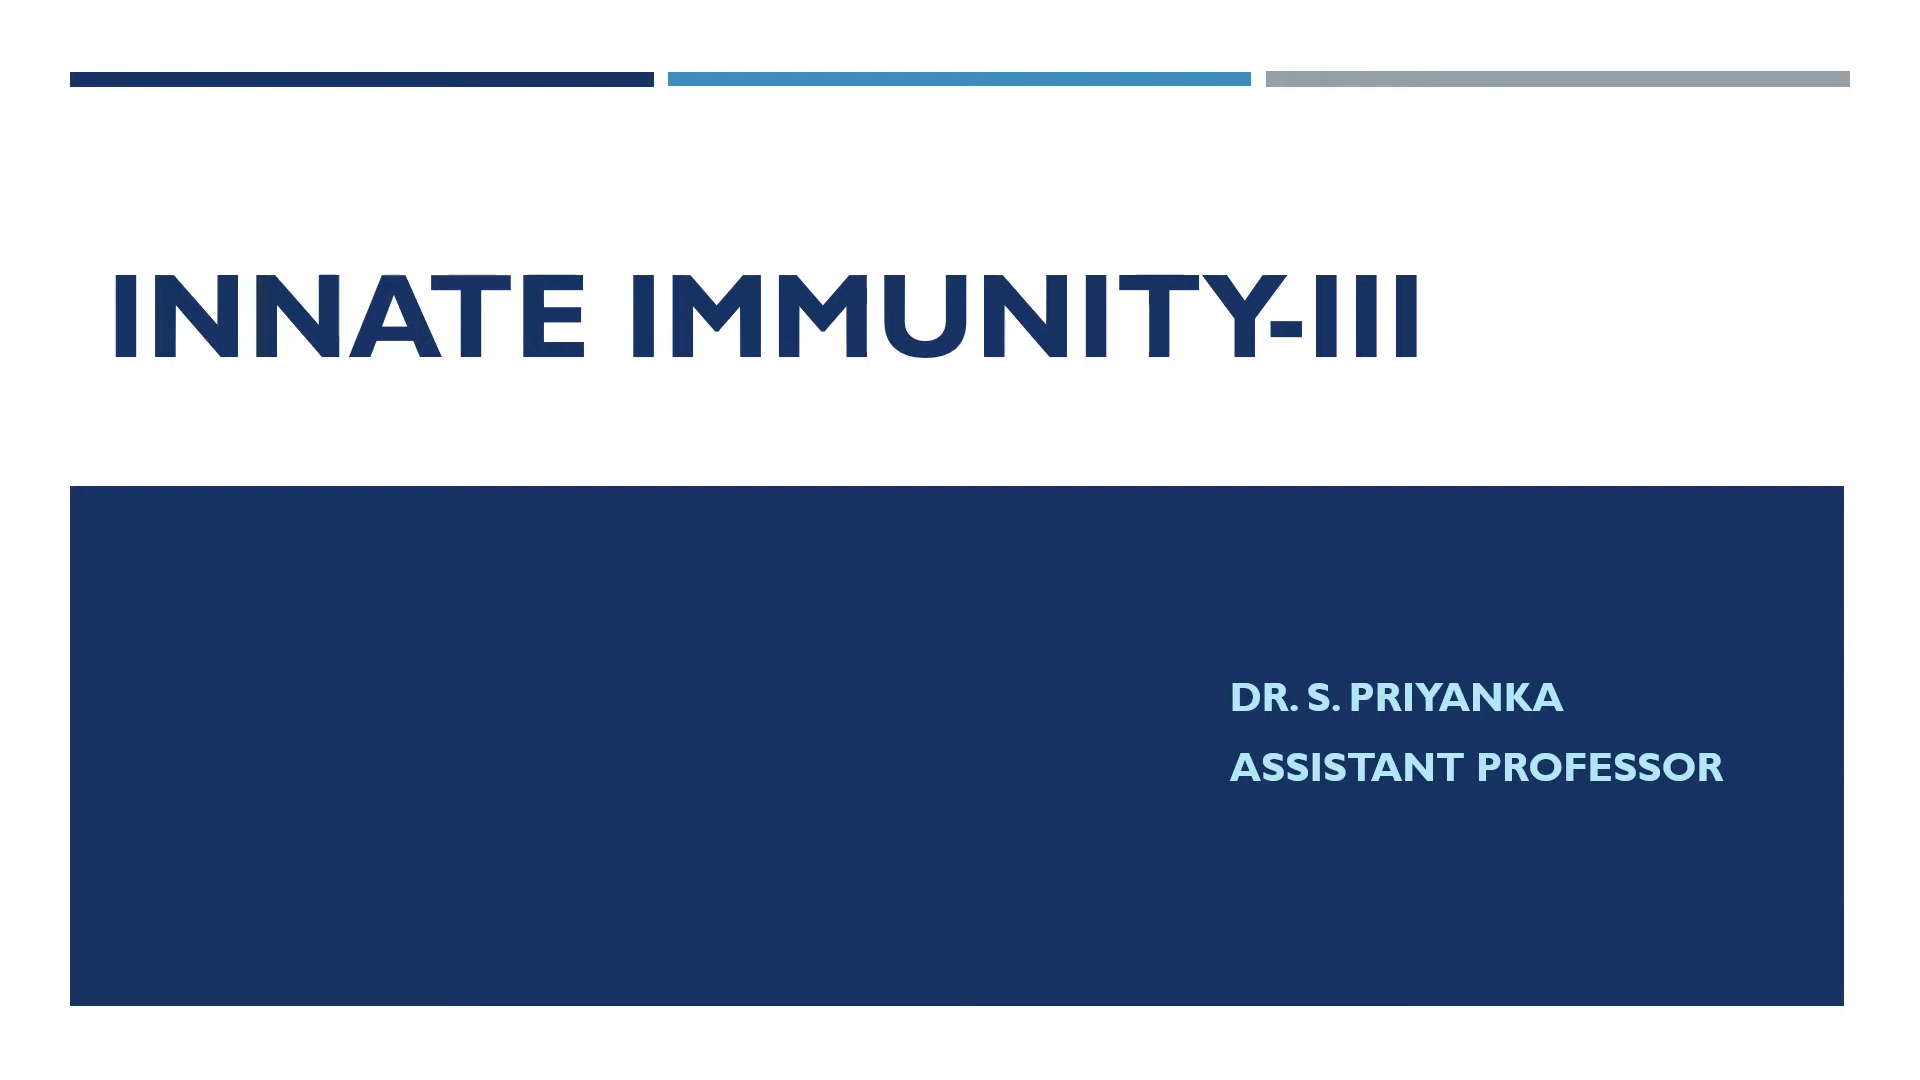 INNATE IMMUNITY-III
DR. S. PRIYANKA
ASSISTANT PROFESSOR